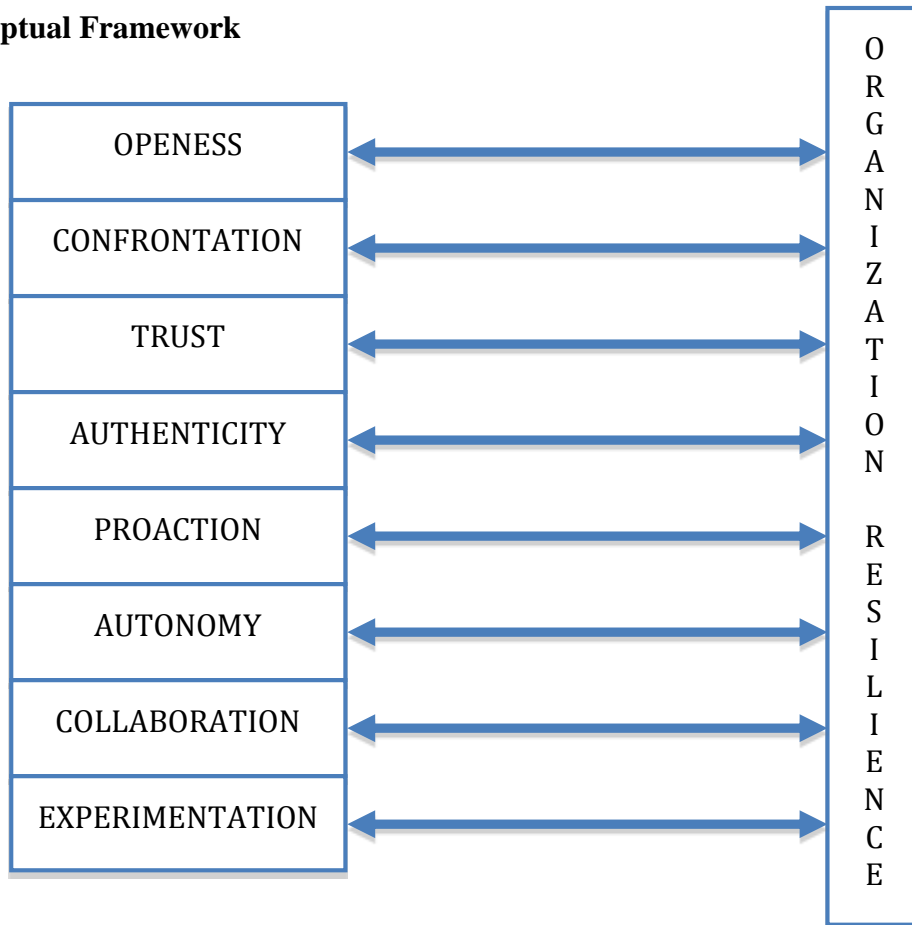 ptual Framework
OPENESS
CONFRONTATION
TRUST
AUTHENTICITY
PROACTION
AUTONOMY
COLLABORATION
EXPERIMENTATION
ORGANIZATION RESILIENCE